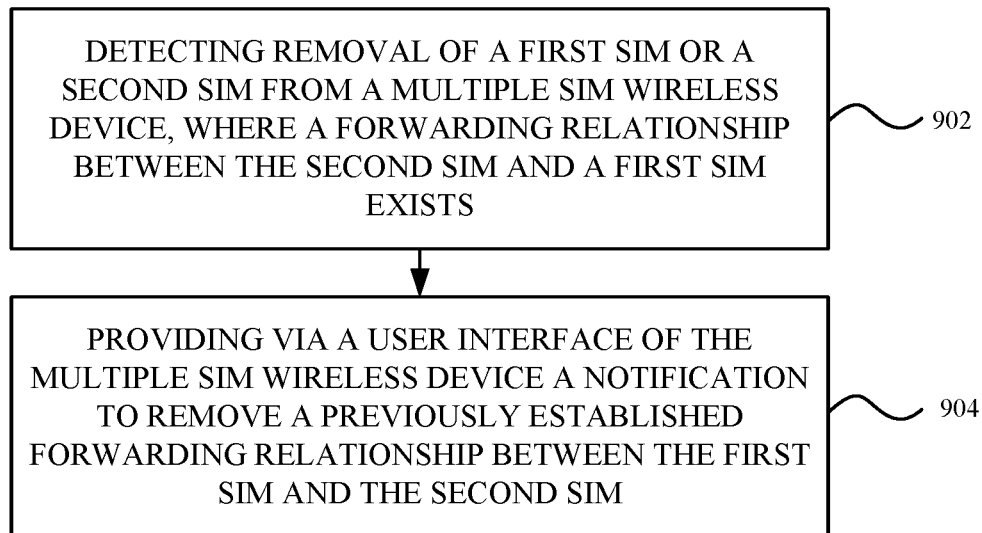 DETECTING REMOVAL OF A FIRST SIM OR A
SECOND SIM FROM A MULTIPLE SIM WIRELESS
DEVICE, WHERE A FORWARDING RELATIONSHIP
BETWEEN THE SECOND SIM AND A FIRST SIM
EXISTS
902
PROVIDING VIA A USER INTERFACE OF THE
MULTIPLE SIM WIRELESS DEVICE A NOTIFICATION
TO REMOVE A PREVIOUSLY ESTABLISHED
FORWARDING RELATIONSHIP BETWEEN THE FIRST
SIM AND THE SECOND SIM
904